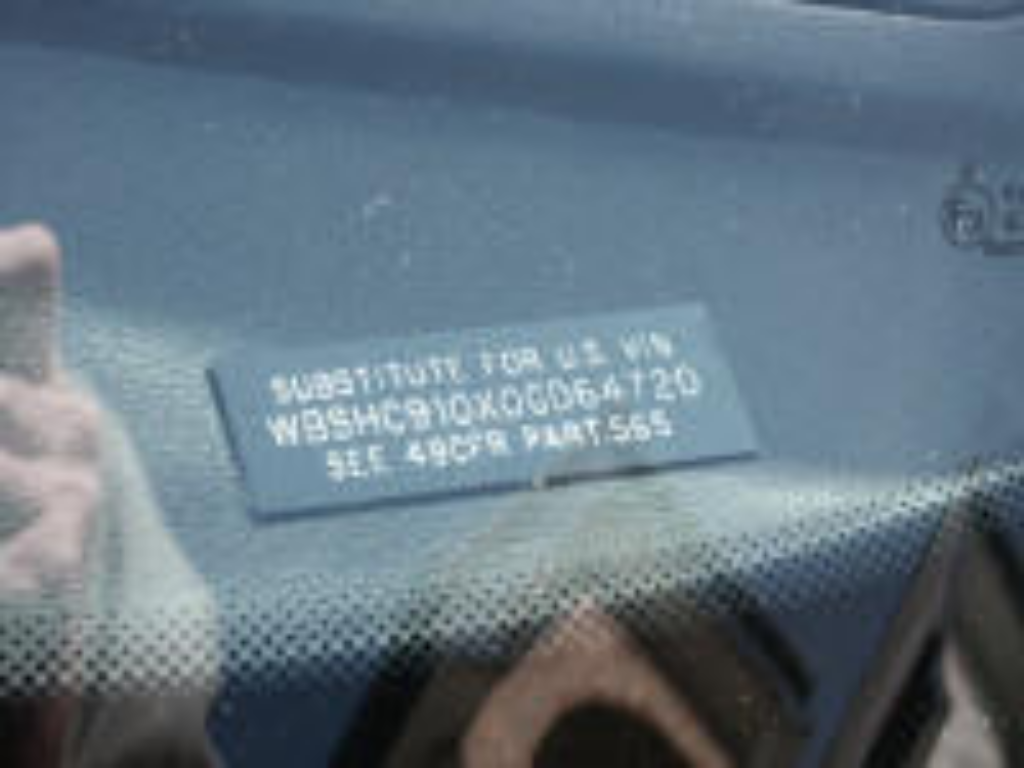 SUBSTITUTE FOR U.S. VIN
WBSHC910X0GD64720
SEE 49CFR PART.565